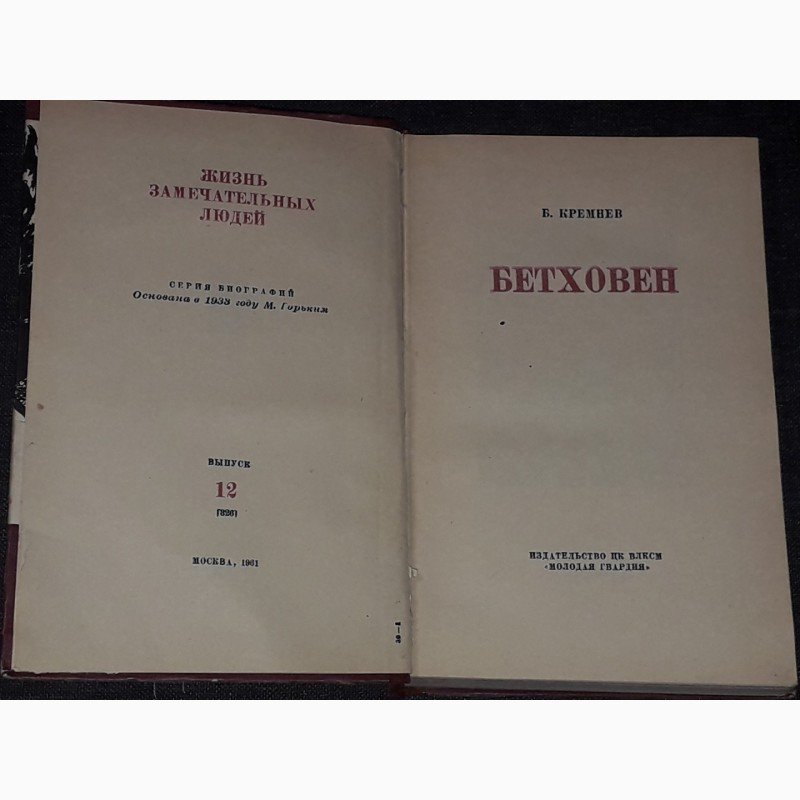 ЖИЗНЬ
ЗАМЕЧАТЕЛЬНЫХ
ЛЮДЕЙ
СЕРИЯ БИОГРАФИЙ
Основана в 1933 году М. Горьким
ВЫПУСК
12
[326]
МОСКВА, 1961
Б. КРЕМНЕВ
БЕТХОВЕН
ИЗДАТЕЛЬСТВО ЦК ВЛКСМ
«МОЛОДАЯ ГВАРДИЯ»